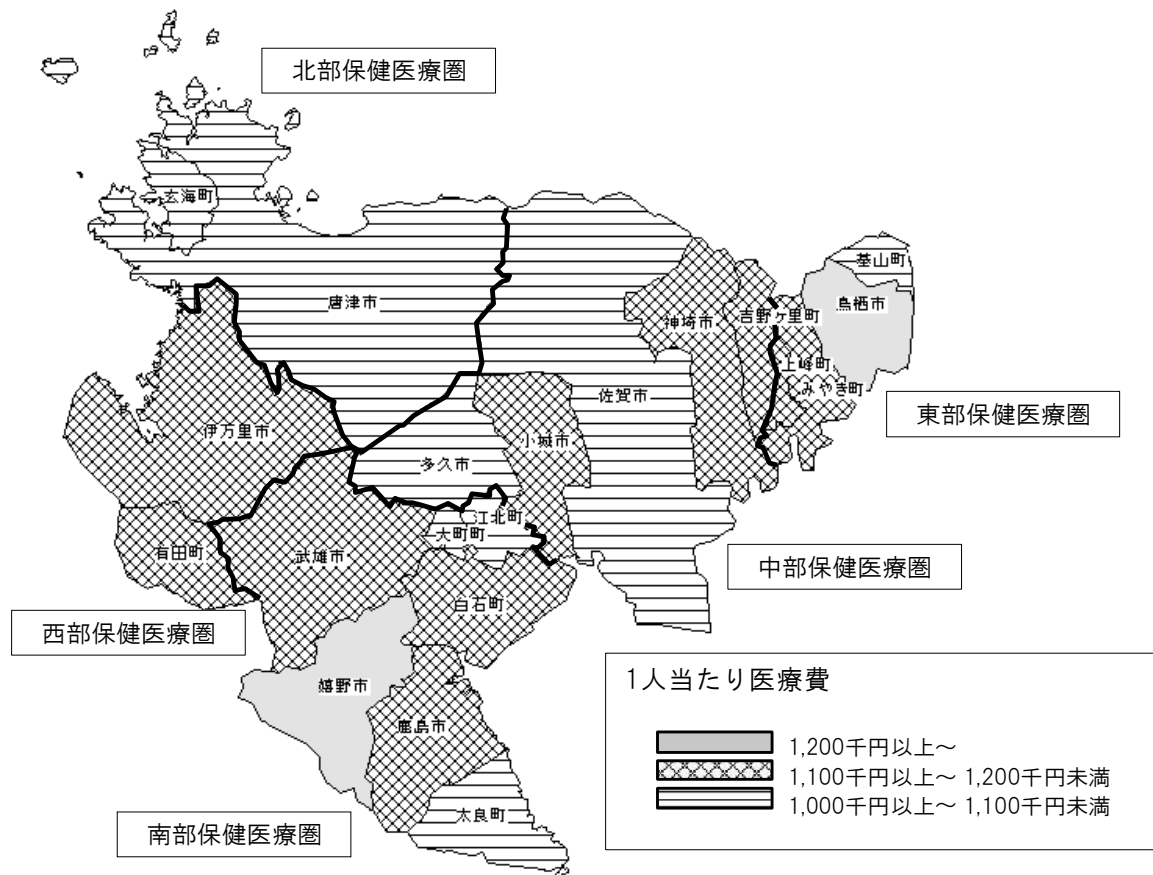 北部保健医療圏
玄海町
基山町
唐津市
神埼市
吉野ヶ里町
鳥栖市
上峰町
みやき町
佐賀市
東部保健医療圏
伊万里市
小城市
多久市
江北町
大町町
有田町
武雄市
中部保健医療圏
白石町
西部保健医療圏
嬉野市
鹿島市
太良町
南部保健医療圏
1人当たり医療費
1,200千円以上~
1,100千円以上~ 1,200千円未満
1,000千円以上~ 1,100千円未満